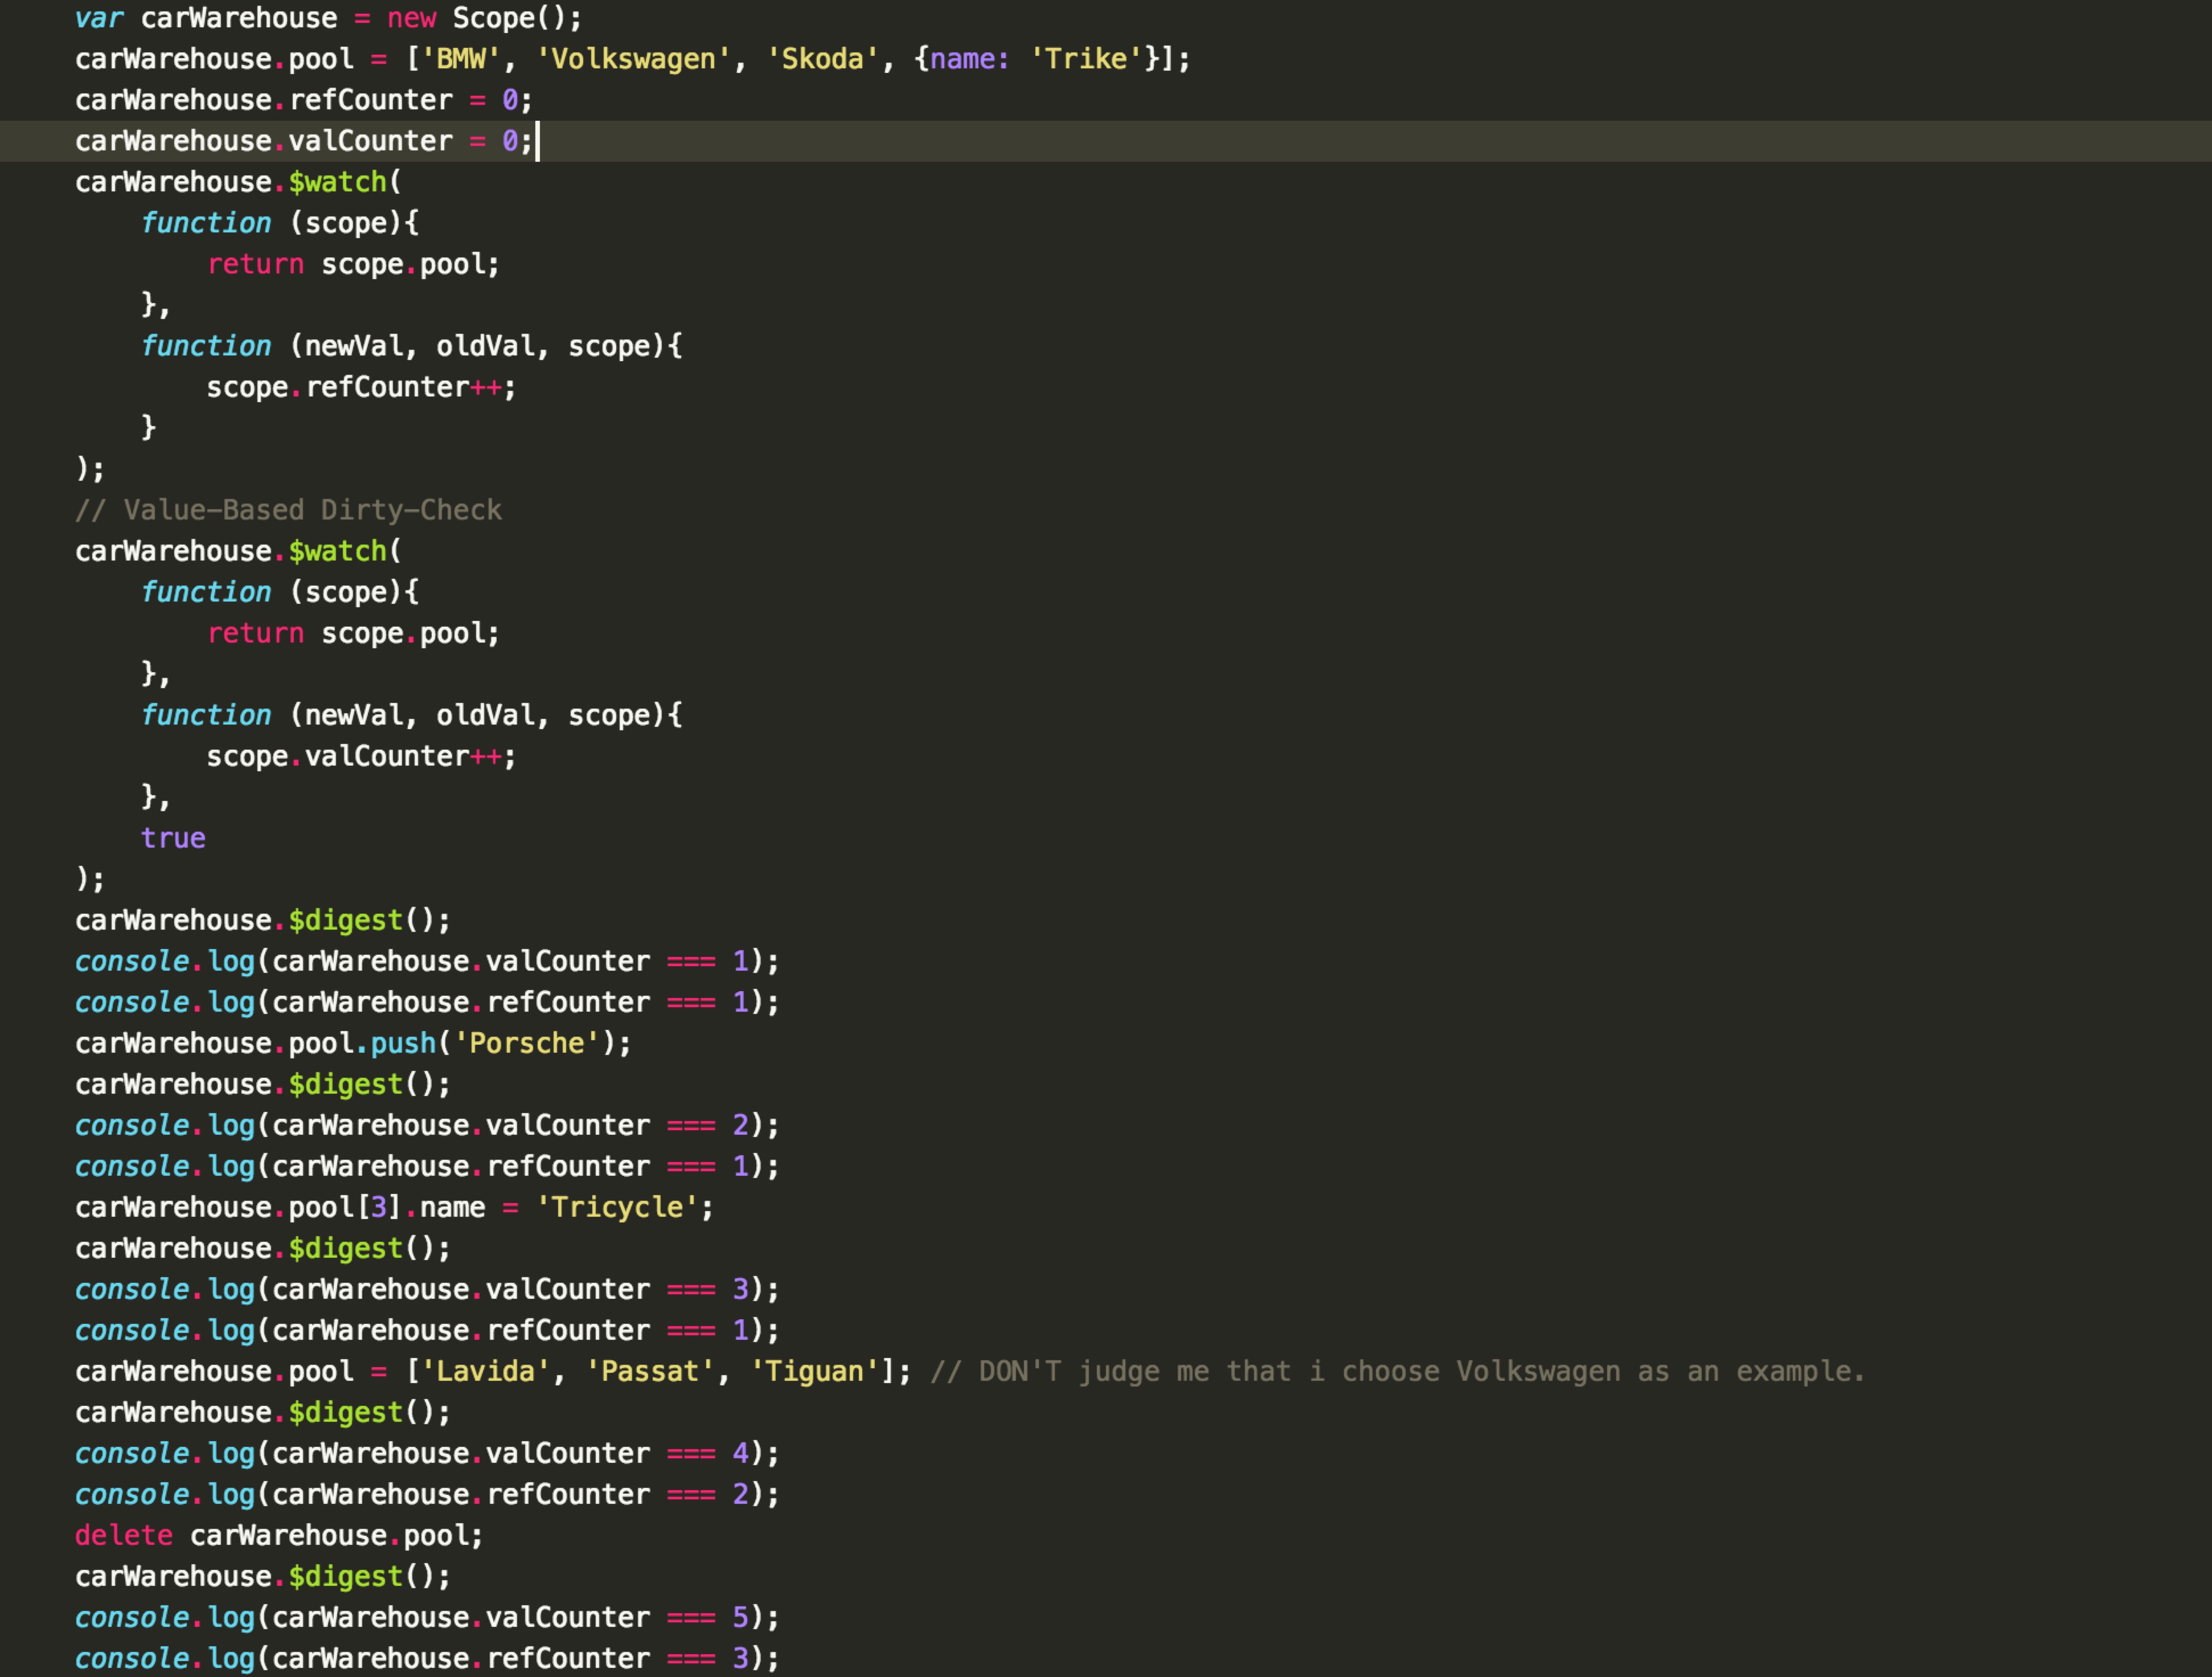 var carWarehouse = new Scope();
carWarehouse.pool = ['BMW', 'Volkswagen', 'Skoda', {name: 'Trike'}];
carWarehouse.refCounter = 0;
carWarehouse.valCounter = 0;
carWarehouse.$watch(
    function (scope){
        return scope.pool;
    },
    function (newVal, oldVal, scope){
        scope.refCounter++;
    }
);
// Value-Based Dirty-Check
carWarehouse.$watch(
    function (scope){
        return scope.pool;
    },
    function (newVal, oldVal, scope){
        scope.valCounter++;
    },
    true
);
carWarehouse.$digest();
console.log(carWarehouse.valCounter === 1);
console.log(carWarehouse.refCounter === 1);
carWarehouse.pool.push('Porsche');
carWarehouse.$digest();
console.log(carWarehouse.valCounter === 2);
console.log(carWarehouse.refCounter === 1);
carWarehouse.pool[3].name = 'Tricycle';
carWarehouse.$digest();
console.log(carWarehouse.valCounter === 3);
console.log(carWarehouse.refCounter === 1);
carWarehouse.pool = ['Lavida', 'Passat', 'Tiguan']; // DON'T judge me that i choose Volkswagen as an example.
carWarehouse.$digest();
console.log(carWarehouse.valCounter === 4);
console.log(carWarehouse.refCounter === 2);
delete carWarehouse.pool;
carWarehouse.$digest();
console.log(carWarehouse.valCounter === 5);
console.log(carWarehouse.refCounter === 3);